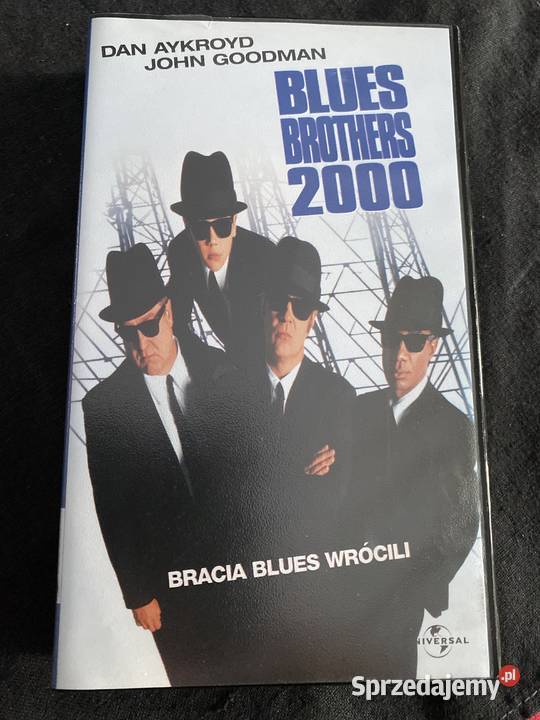 DAN AYKROYD
JOHN GOODMAN
BLUES
BROTHERS
2000
BRACIA BLUES WRÓCILI
UNIVERSAL
Sprzedajemy.pl